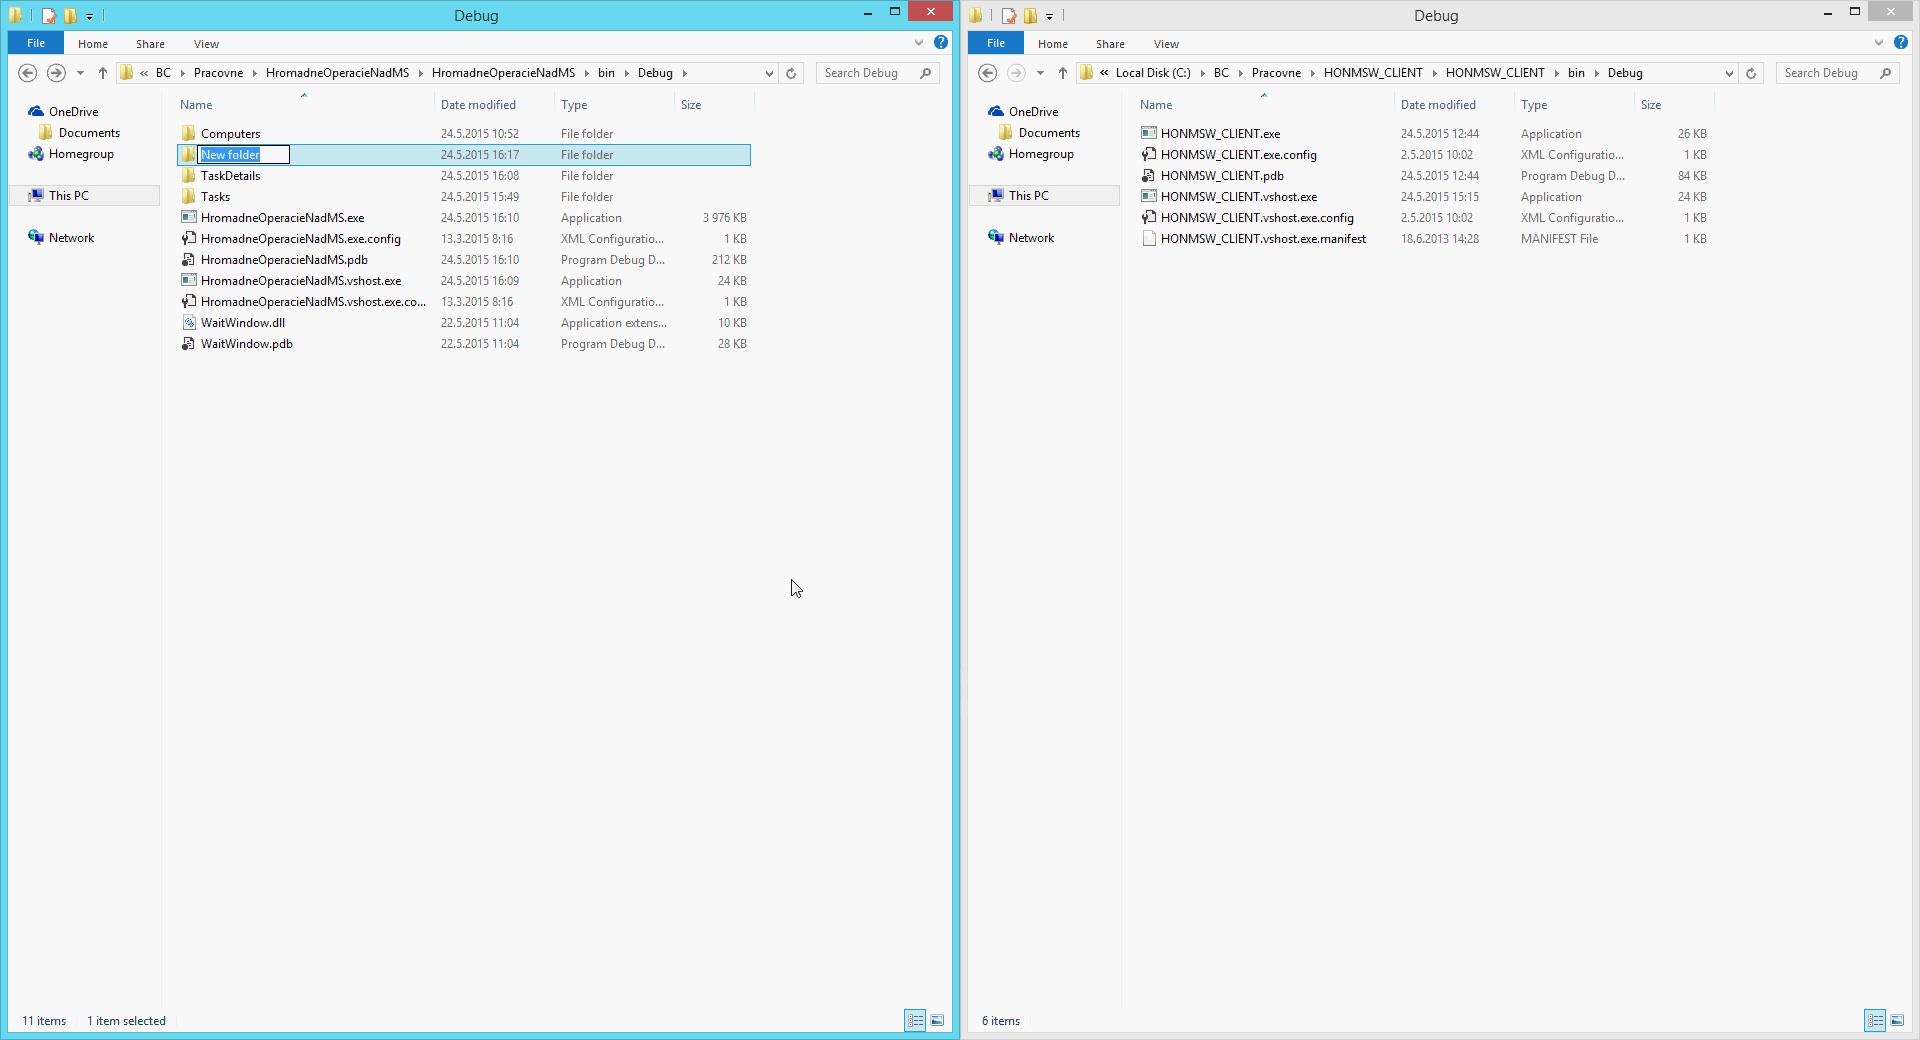 Debug
File Home Share View
« BC Pracovne HromadneOperacieNadMS HromadneOperacieNadMS bin Debug
Search Debug
OneDrive
Documents
Homegroup
This PC
Network
Name Date modified Type Size
Computers 24.5.2015 10:52 File folder
New folder 24.5.2015 16:17 File folder
TaskDetails 24.5.2015 16:08 File folder
Tasks 24.5.2015 15:49 File folder
HromadneOperacieNadMS.exe 24.5.2015 16:10 Application 3 976 KB
HromadneOperacieNadMS.exe.config 13.3.2015 8:16 XML Configuratio... 1 KB
HromadneOperacieNadMS.pdb 24.5.2015 16:10 Program Debug D... 212 KB
HromadneOperacieNadMS.vshost.exe 24.5.2015 16:09 Application 24 KB
HromadneOperacieNadMS.vshost.exe.co... 13.3.2015 8:16 XML Configuratio... 1 KB
WaitWindow.dll 22.5.2015 11:04 Application extens... 10 KB
WaitWindow.pdb 22.5.2015 11:04 Program Debug D... 28 KB
11 items 1 item selected
Debug
File Home Share View
« Local Disk (C:) BC Pracovne HONMSW_CLIENT HONMSW_CLIENT bin Debug
Search Debug
OneDrive
Documents
Homegroup
This PC
Network
Name Date modified Type Size
HONMSW_CLIENT.exe 24.5.2015 12:44 Application 26 KB
HONMSW_CLIENT.exe.config 2.5.2015 10:02 XML Configuratio... 1 KB
HONMSW_CLIENT.pdb 24.5.2015 12:44 Program Debug D... 84 KB
HONMSW_CLIENT.vshost.exe 24.5.2015 15:15 Application 24 KB
HONMSW_CLIENT.vshost.exe.config 2.5.2015 10:02 XML Configuratio... 1 KB
HONMSW_CLIENT.vshost.exe.manifest 18.6.2013 14:28 MANIFEST File 1 KB
6 items